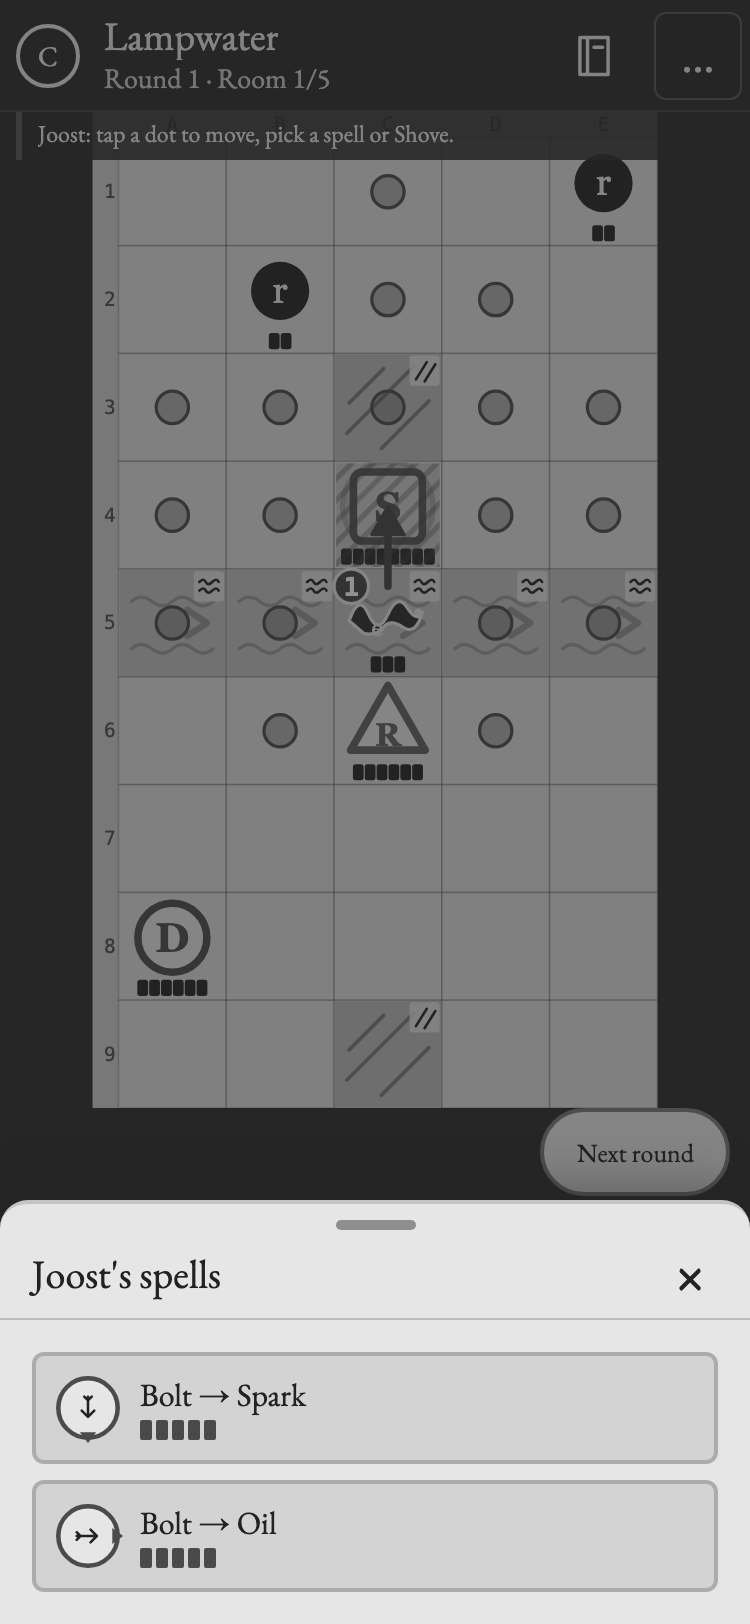 C
Lampwater
Round 1 · Room 1/5
...
A B C D E
Joost: tap a dot to move, pick a spell or Shove.
1
r
2
r
3
4
S
5
1
6
R
7
8
D
9
Next round
Joost's spells
Bolt → Spark
Bolt → Oil